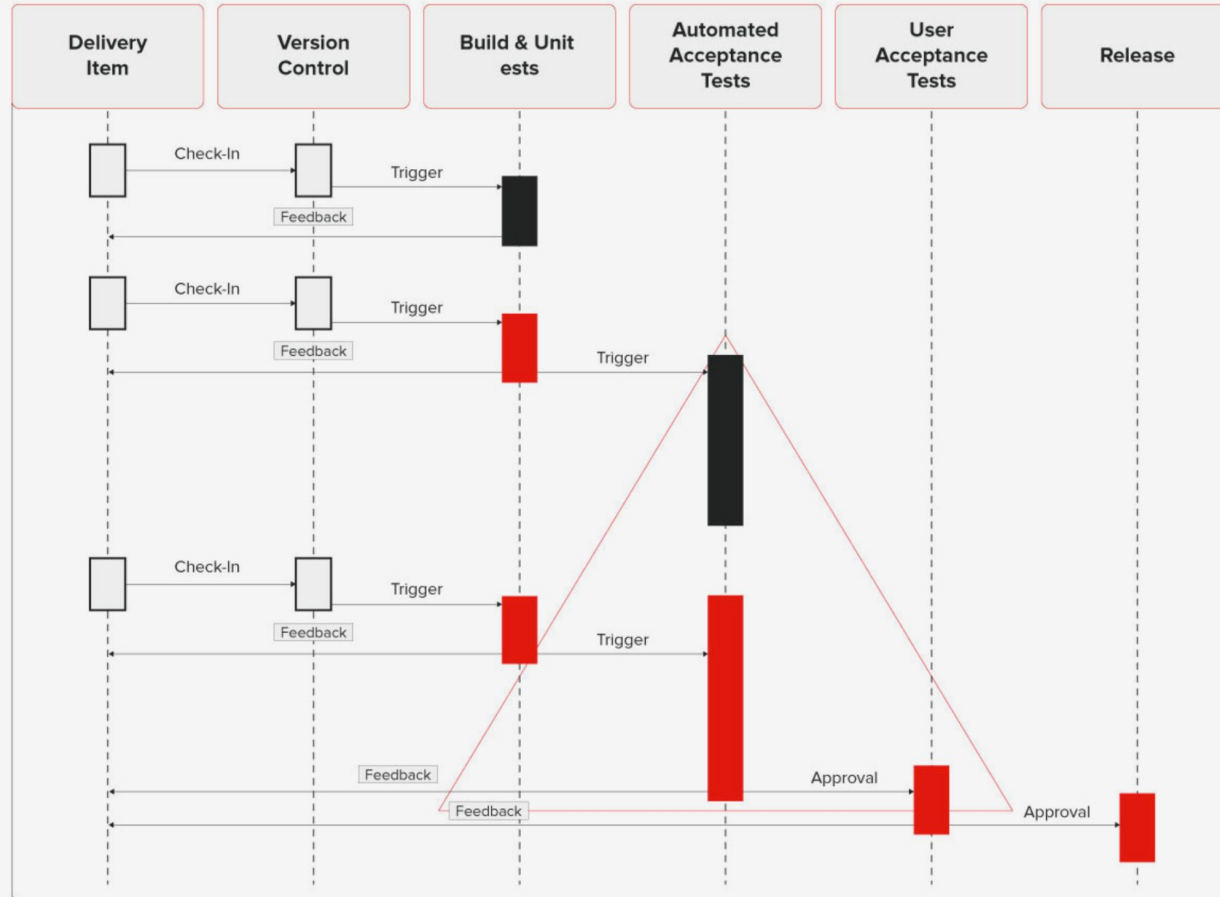 Delivery
Item
Version
Control
Build & Unit
ests
Automated
Acceptance
Tests
User
Acceptance
Tests
Release
Check-In
Trigger
Feedback
Check-In
Trigger
Feedback
Trigger
Check-In
Trigger
Feedback
Trigger
Feedback
Approval
Feedback
Approval